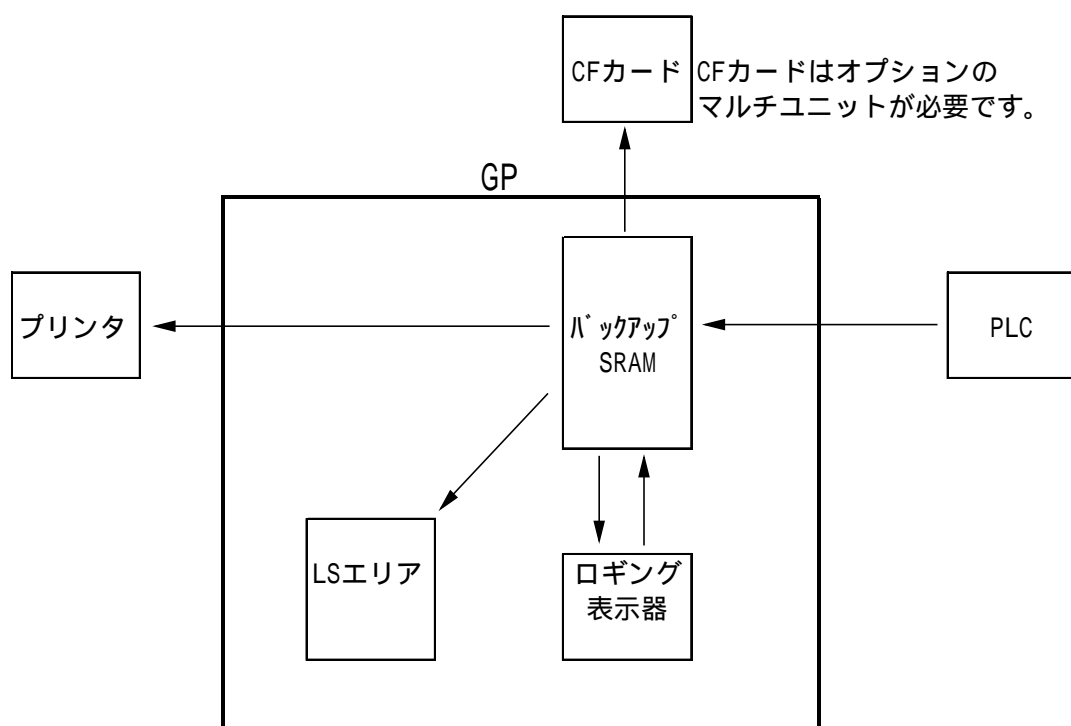 CFカード
CFカードはオプションの
マルチユニットが必要です。
GP
プリンタ
ﾊﾞｯｸｱｯﾌﾟ
SRAM
PLC
LSエリア
ロギング
表示器